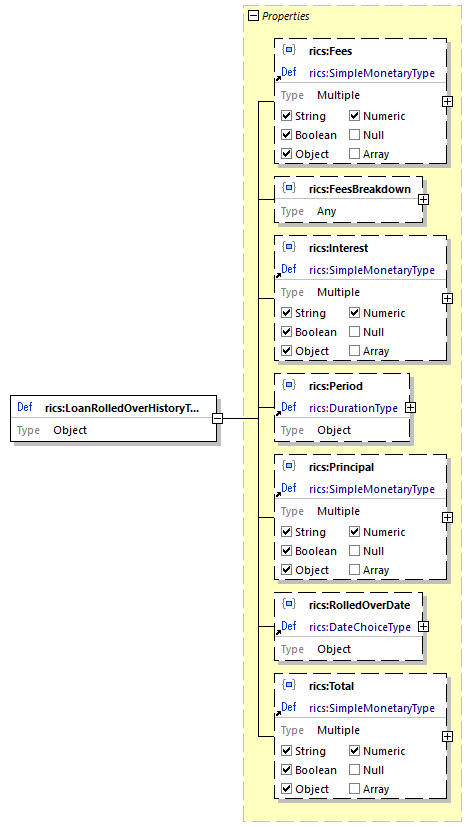 Properties
rics:Fees
Def rics:SimpleMonetaryType
Type Multiple
String Numeric
Boolean Null
Object Array
rics:FeesBreakdown
Type Any
rics:Interest
Def rics:SimpleMonetaryType
Type Multiple
String Numeric
Boolean Null
Object Array
rics:Period
Def rics:DurationType
Type Object
Def rics:LoanRolledOverHistoryT...
Type Object
rics:Principal
Def rics:SimpleMonetaryType
Type Multiple
String Numeric
Boolean Null
Object Array
rics:RolledOverDate
Def rics:DateChoiceType
Type Object
rics:Total
Def rics:SimpleMonetaryType
Type Multiple
String Numeric
Boolean Null
Object Array